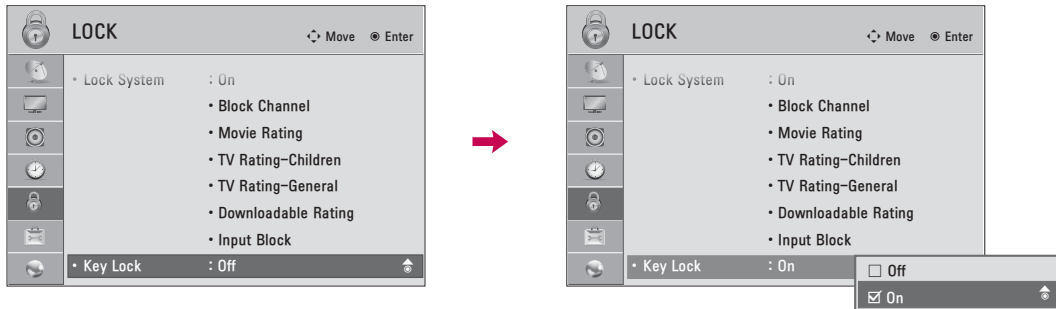 LOCK
Move Enter
• Lock System : On
• Block Channel
• Movie Rating
• TV Rating-Children
• TV Rating-General
• Downloadable Rating
• Input Block
• Key Lock : Off
LOCK
Move Enter
• Lock System : On
• Block Channel
• Movie Rating
• TV Rating-Children
• TV Rating-General
• Downloadable Rating
• Input Block
• Key Lock : On
☐ Off
☑ On